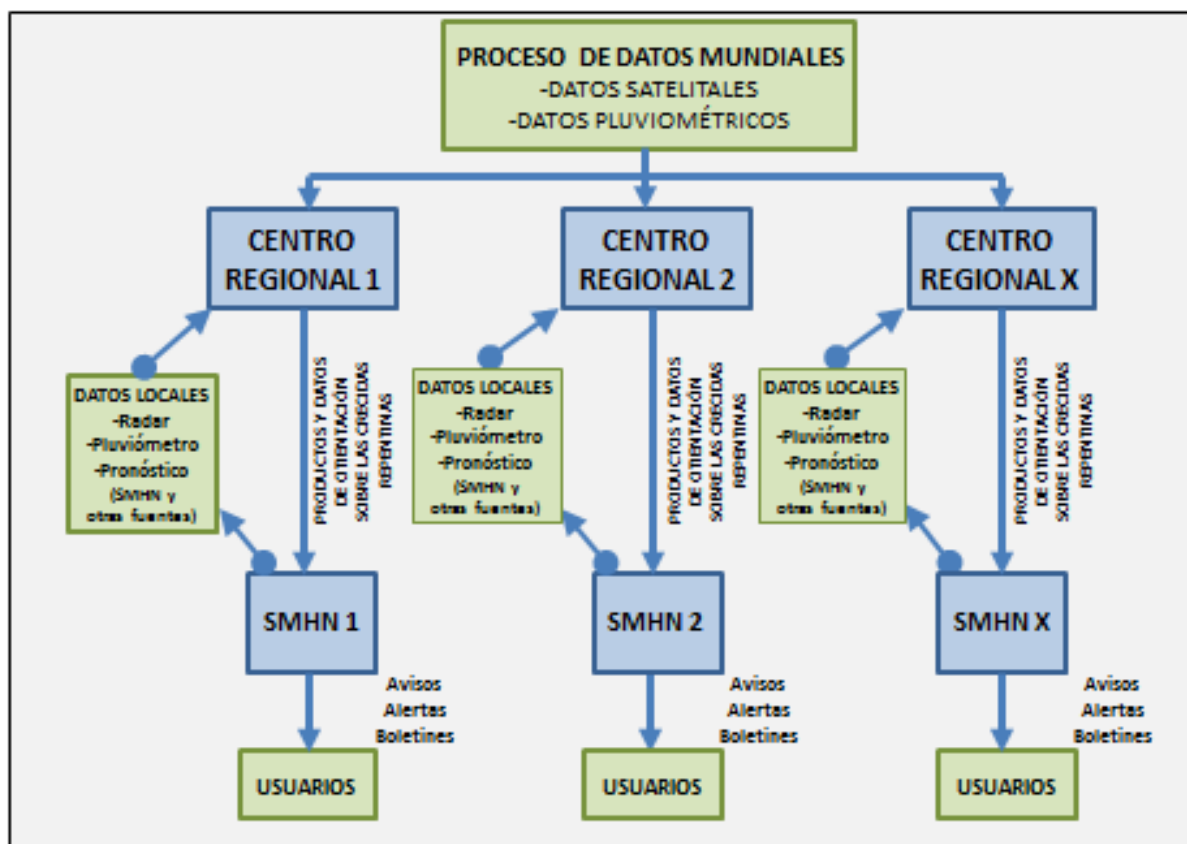 PROCESO DE DATOS MUNDIALES
-DATOS SATELITALES
-DATOS PLUVIOMÉTRICOS
CENTRO
REGIONAL 1
CENTRO
REGIONAL 2
CENTRO
REGIONAL X
DATOS LOCALES
-Radar
-Pluviómetro
-Pronóstico
(SMHN y
otras fuentes)
PRODUCTOS Y DATOS
DE ORIENTACIÓN
SOBRE LAS CRECIDAS
REPENTINAS
DATOS LOCALES
-Radar
-Pluviómetro
-Pronóstico
(SMHN y
otras fuentes)
PRODUCTOS Y DATOS
DE ORIENTACIÓN
SOBRE LAS CRECIDAS
REPENTINAS
DATOS LOCALES
-Radar
-Pluviómetro
-Pronóstico
(SMHN y
otras fuentes)
PRODUCTOS Y DATOS
DE ORIENTACIÓN
SOBRE LAS CRECIDAS
REPENTINAS
SMHN 1
SMHN 2
SMHN X
Avisos
Alertas
Boletines
Avisos
Alertas
Boletines
Avisos
Alertas
Boletines
USUARIOS
USUARIOS
USUARIOS